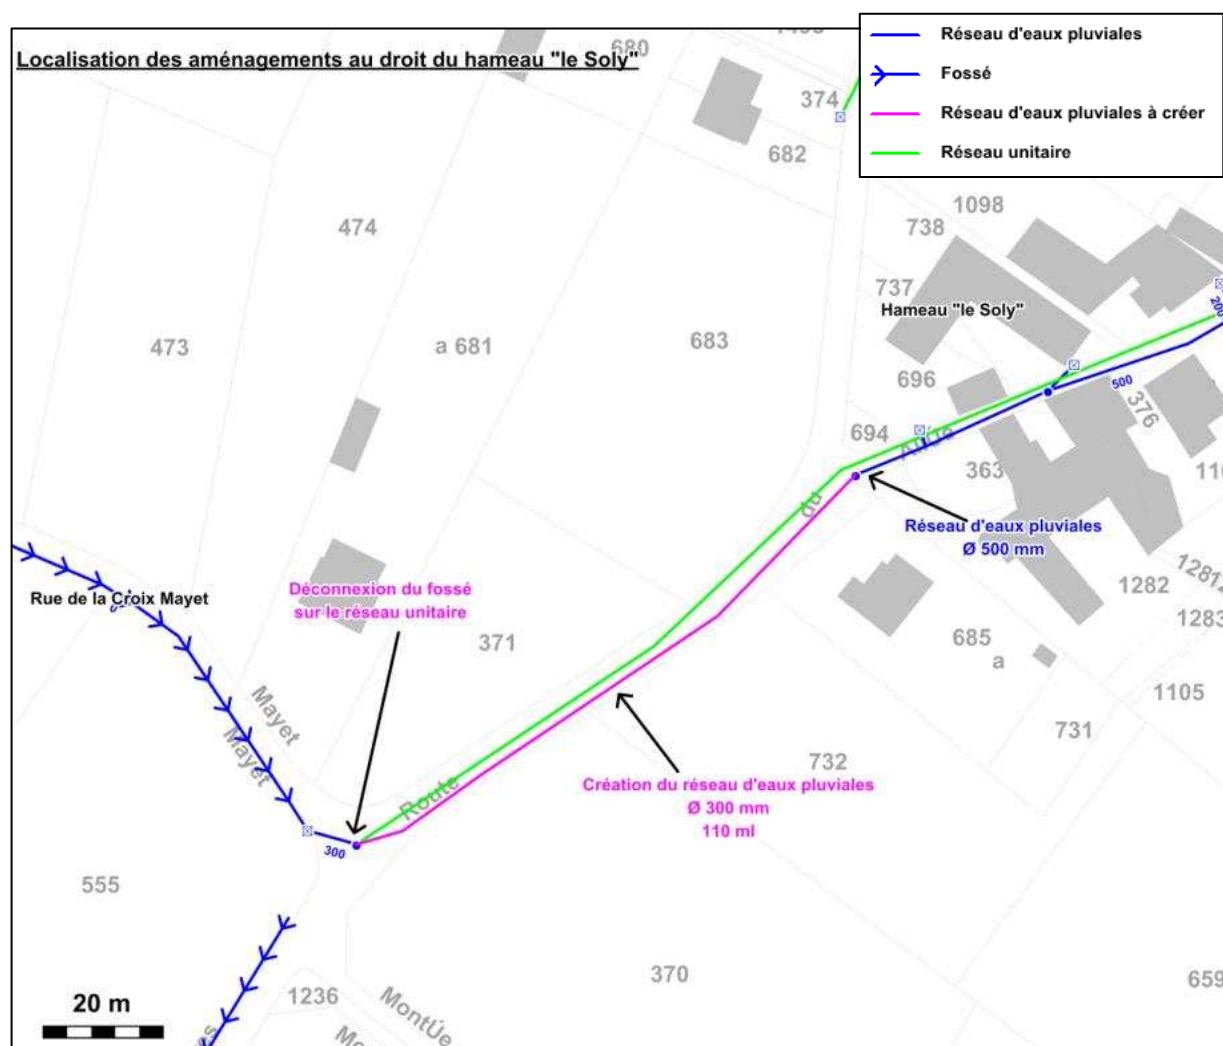 Localisation des aménagements au droit du hameau "le Soly"
Réseau d'eaux pluviales
Fossé
Réseau d'eaux pluviales à créer
Réseau unitaire
680
374
682
1098
738
474
737
Hameau "le Soly"
200
473
a 681
683
696
500
376
694
363
du
Réseau d'eaux pluviales
Ø 500 mm
1282
1281
1283
Rue de la Croix Mayet
Déconnexion du fossé
sur le réseau unitaire
371
685
a
1105
Mayet
Mayet
731
732
Création du réseau d'eaux pluviales
Ø 300 mm
110 ml
Route
300
555
370
659
1236
MontÚe
20 m